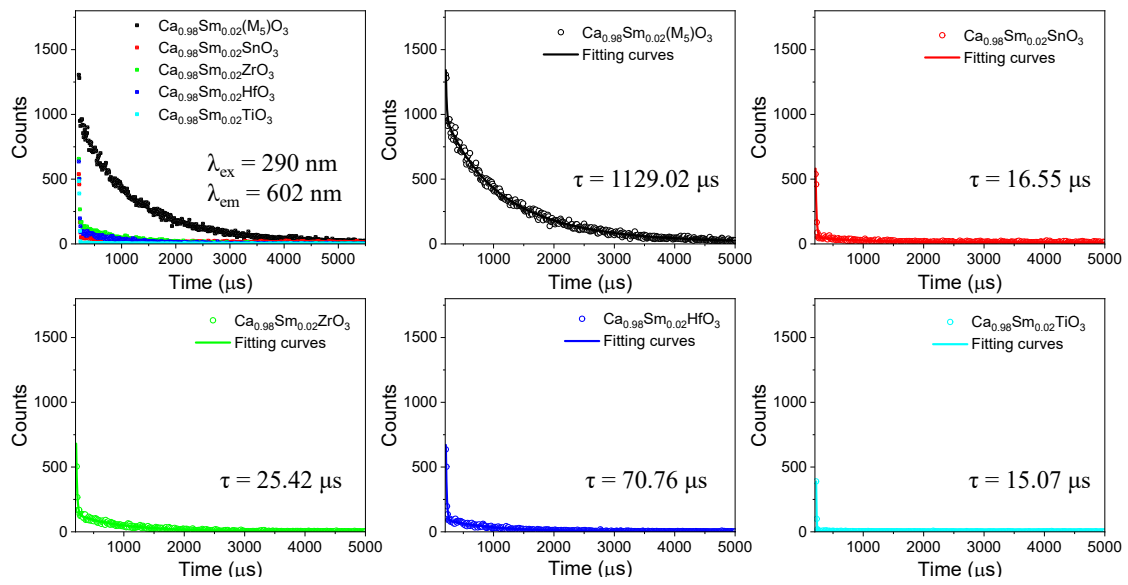 Ca0.98Sm0.02(M5)O3
Ca0.98Sm0.02SnO3
Ca0.98Sm0.02ZrO3
Ca0.98Sm0.02HfO3
Ca0.98Sm0.02TiO3
λex = 290 nm
λem = 602 nm
1500
1000
500
0
Counts
1000 2000 3000 4000 5000
Time (μs)
Ca0.98Sm0.02(M5)O3
Fitting curves
τ = 1129.02 μs
1500
1000
500
0
Counts
1000 2000 3000 4000 5000
Time (μs)
Ca0.98Sm0.02SnO3
Fitting curves
τ = 16.55 μs
1500
1000
500
0
Counts
1000 2000 3000 4000 5000
Time (μs)
Ca0.98Sm0.02ZrO3
Fitting curves
τ = 25.42 μs
1500
1000
500
0
Counts
1000 2000 3000 4000 5000
Time (μs)
Ca0.98Sm0.02HfO3
Fitting curves
τ = 70.76 μs
1500
1000
500
0
Counts
1000 2000 3000 4000 5000
Time (μs)
Ca0.98Sm0.02TiO3
Fitting curves
τ = 15.07 μs
1500
1000
500
0
Counts
1000 2000 3000 4000 5000
Time (μs)